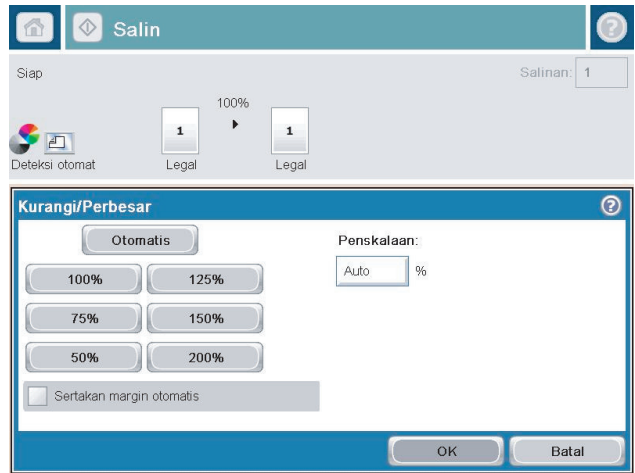 Salin
?
Siap
Salinan: 1
100%
1 1
Deteksi otomat Legal Legal
Kurangi/Perbesar
?
Otomatis
Penskalaan:
100% 125%
Auto %
75% 150%
50% 200%
Sertakan margin otomatis
OK Batal